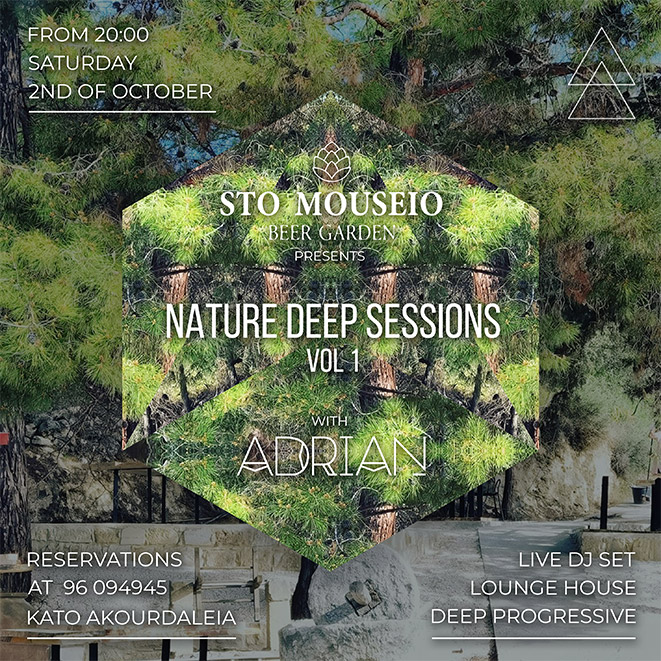 FROM 20:00
SATURDAY
2ND OF OCTOBER
STO MOUSEIO
BEER GARDEN
PRESENTS
NATURE DEEP SESSIONS
VOL 1
WITH
ADRIAN
RESERVATIONS
AT 96 094945
KATO AKOURDALEIA
LIVE DJ SET
LOUNGE HOUSE
DEEP PROGRESSIVE